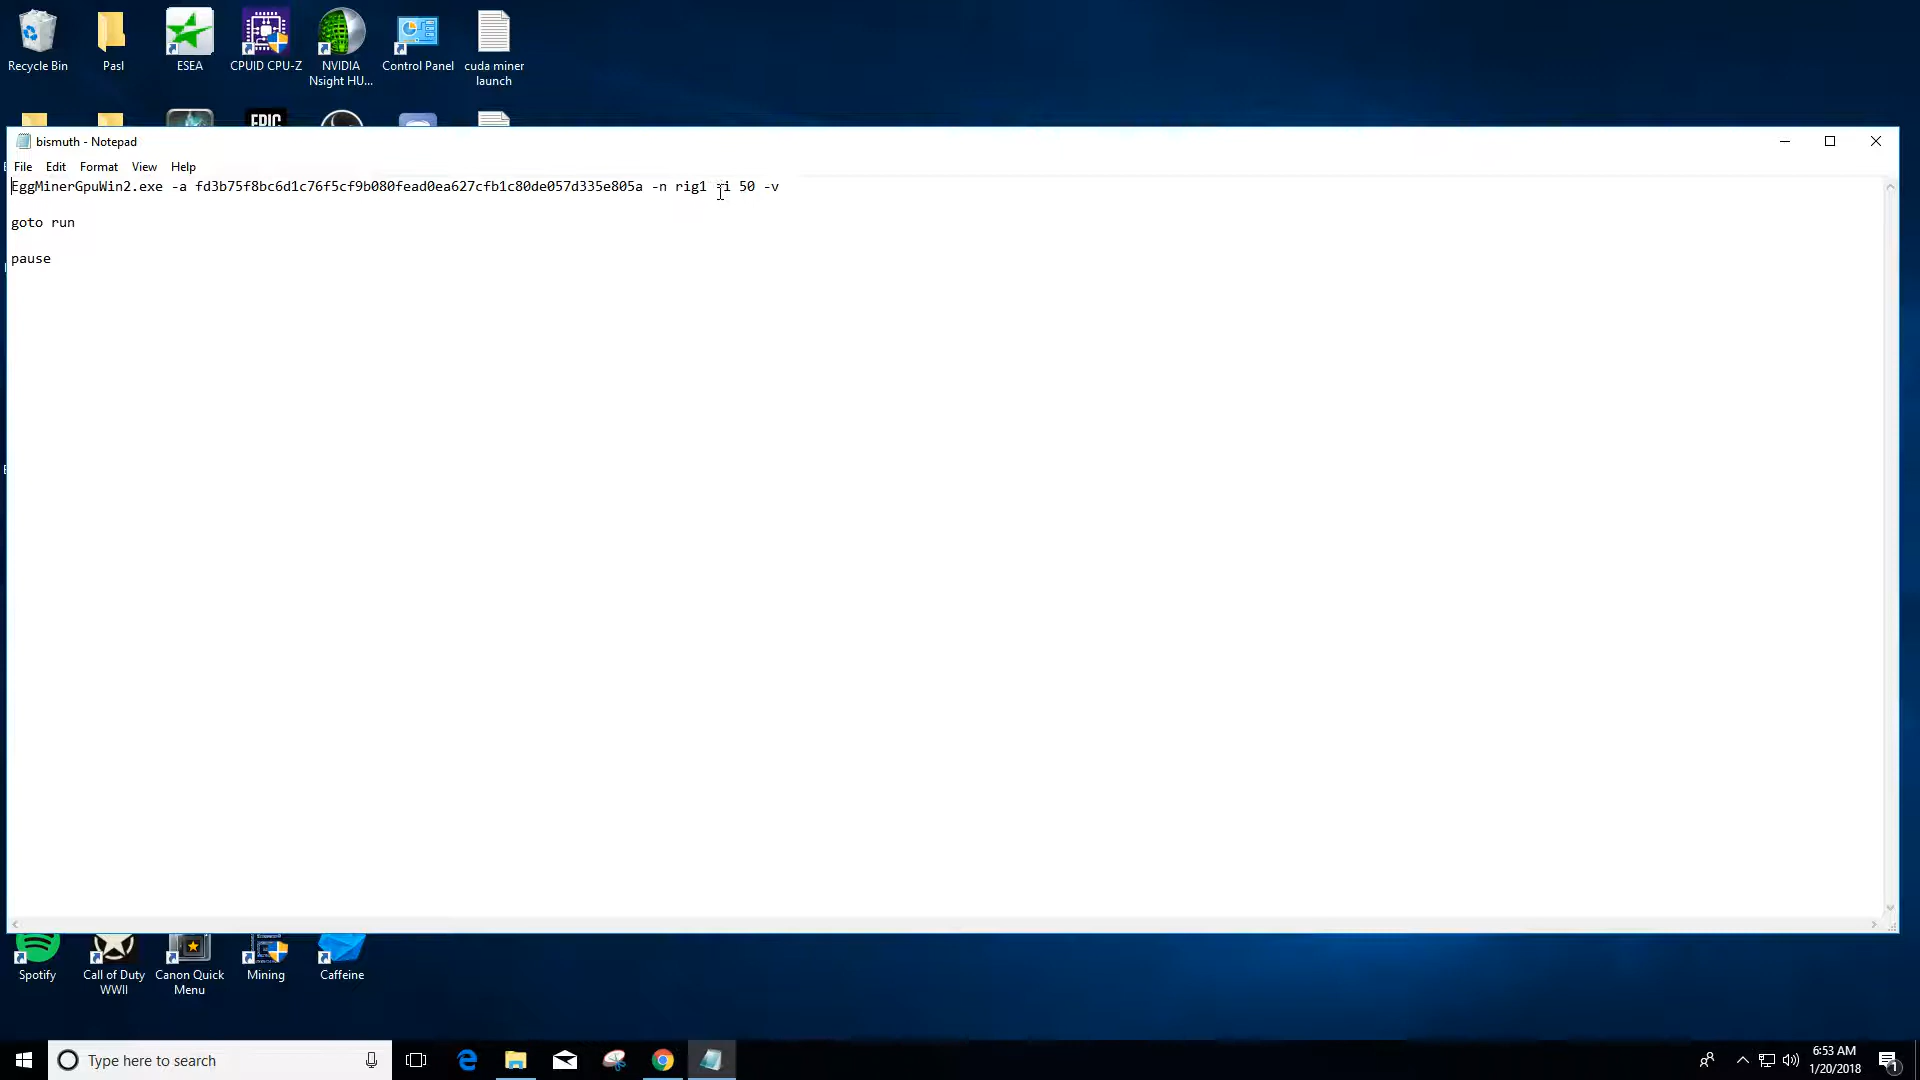 Recycle Bin
Pasl
ESEA
CPUID CPU-Z
NVIDIA
Nsight HU...
Control Panel
cuda miner
launch
EPIC
bismuth - Notepad
File Edit Format View Help
EggMinerGpuWin2.exe -a fd3b75f8bc6d1c76f5cf9b080fead0ea627cfb1c80de057d335e805a -n rig1 -i 50 -v
goto run
pause
Spotify
Call of Duty
WWII
Canon Quick
Menu
Mining
Caffeine
Type here to search
6:53 AM
1/20/2018
1